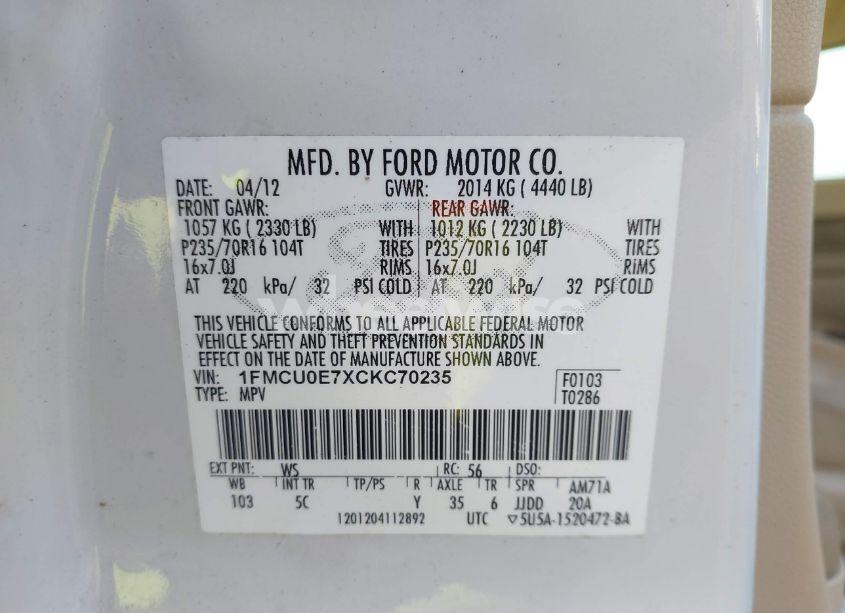 MFD. BY FORD MOTOR CO.
DATE: 04/12 GVWR: 2014 KG ( 4440 LB)
FRONT GAWR: REAR GAWR:
1057 KG ( 2330 LB) WITH 1012 KG ( 2230 LB) WITH
P235/70R16 104T TIRES P235/70R16 104T TIRES
16x7.0J RIMS 16x7.0J RIMS
AT 220 kPa/ 32 PSI COLD AT 220 kPa/ 32 PSI COLD
THIS VEHICLE CONFORMS TO ALL APPLICABLE FEDERAL MOTOR
VEHICLE SAFETY AND THEFT PREVENTION STANDARDS IN
EFFECT ON THE DATE OF MANUFACTURE SHOWN ABOVE.
VIN: 1FMCU0E7XCKC70235 F0103
TYPE: MPV T0286
EXT PNT: WS RC: 56 DSO:
WB INT TR TP/PS R AXLE TR SPR AM71A
103 5C Y 35 6 JJDD 20A
1201204112892 UTC ▽5U5A-1520472-BA